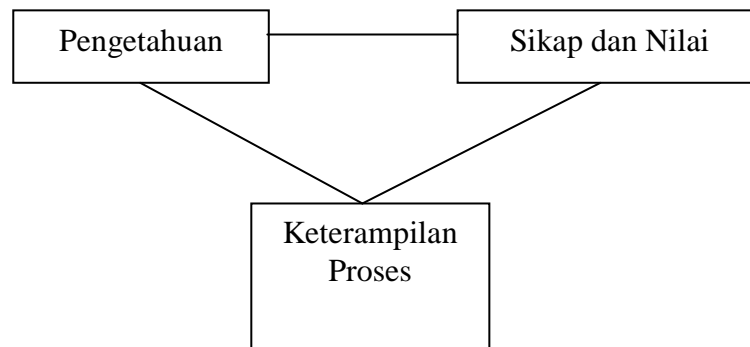 Pengetahuan
Sikap dan Nilai
Keterampilan
Proses